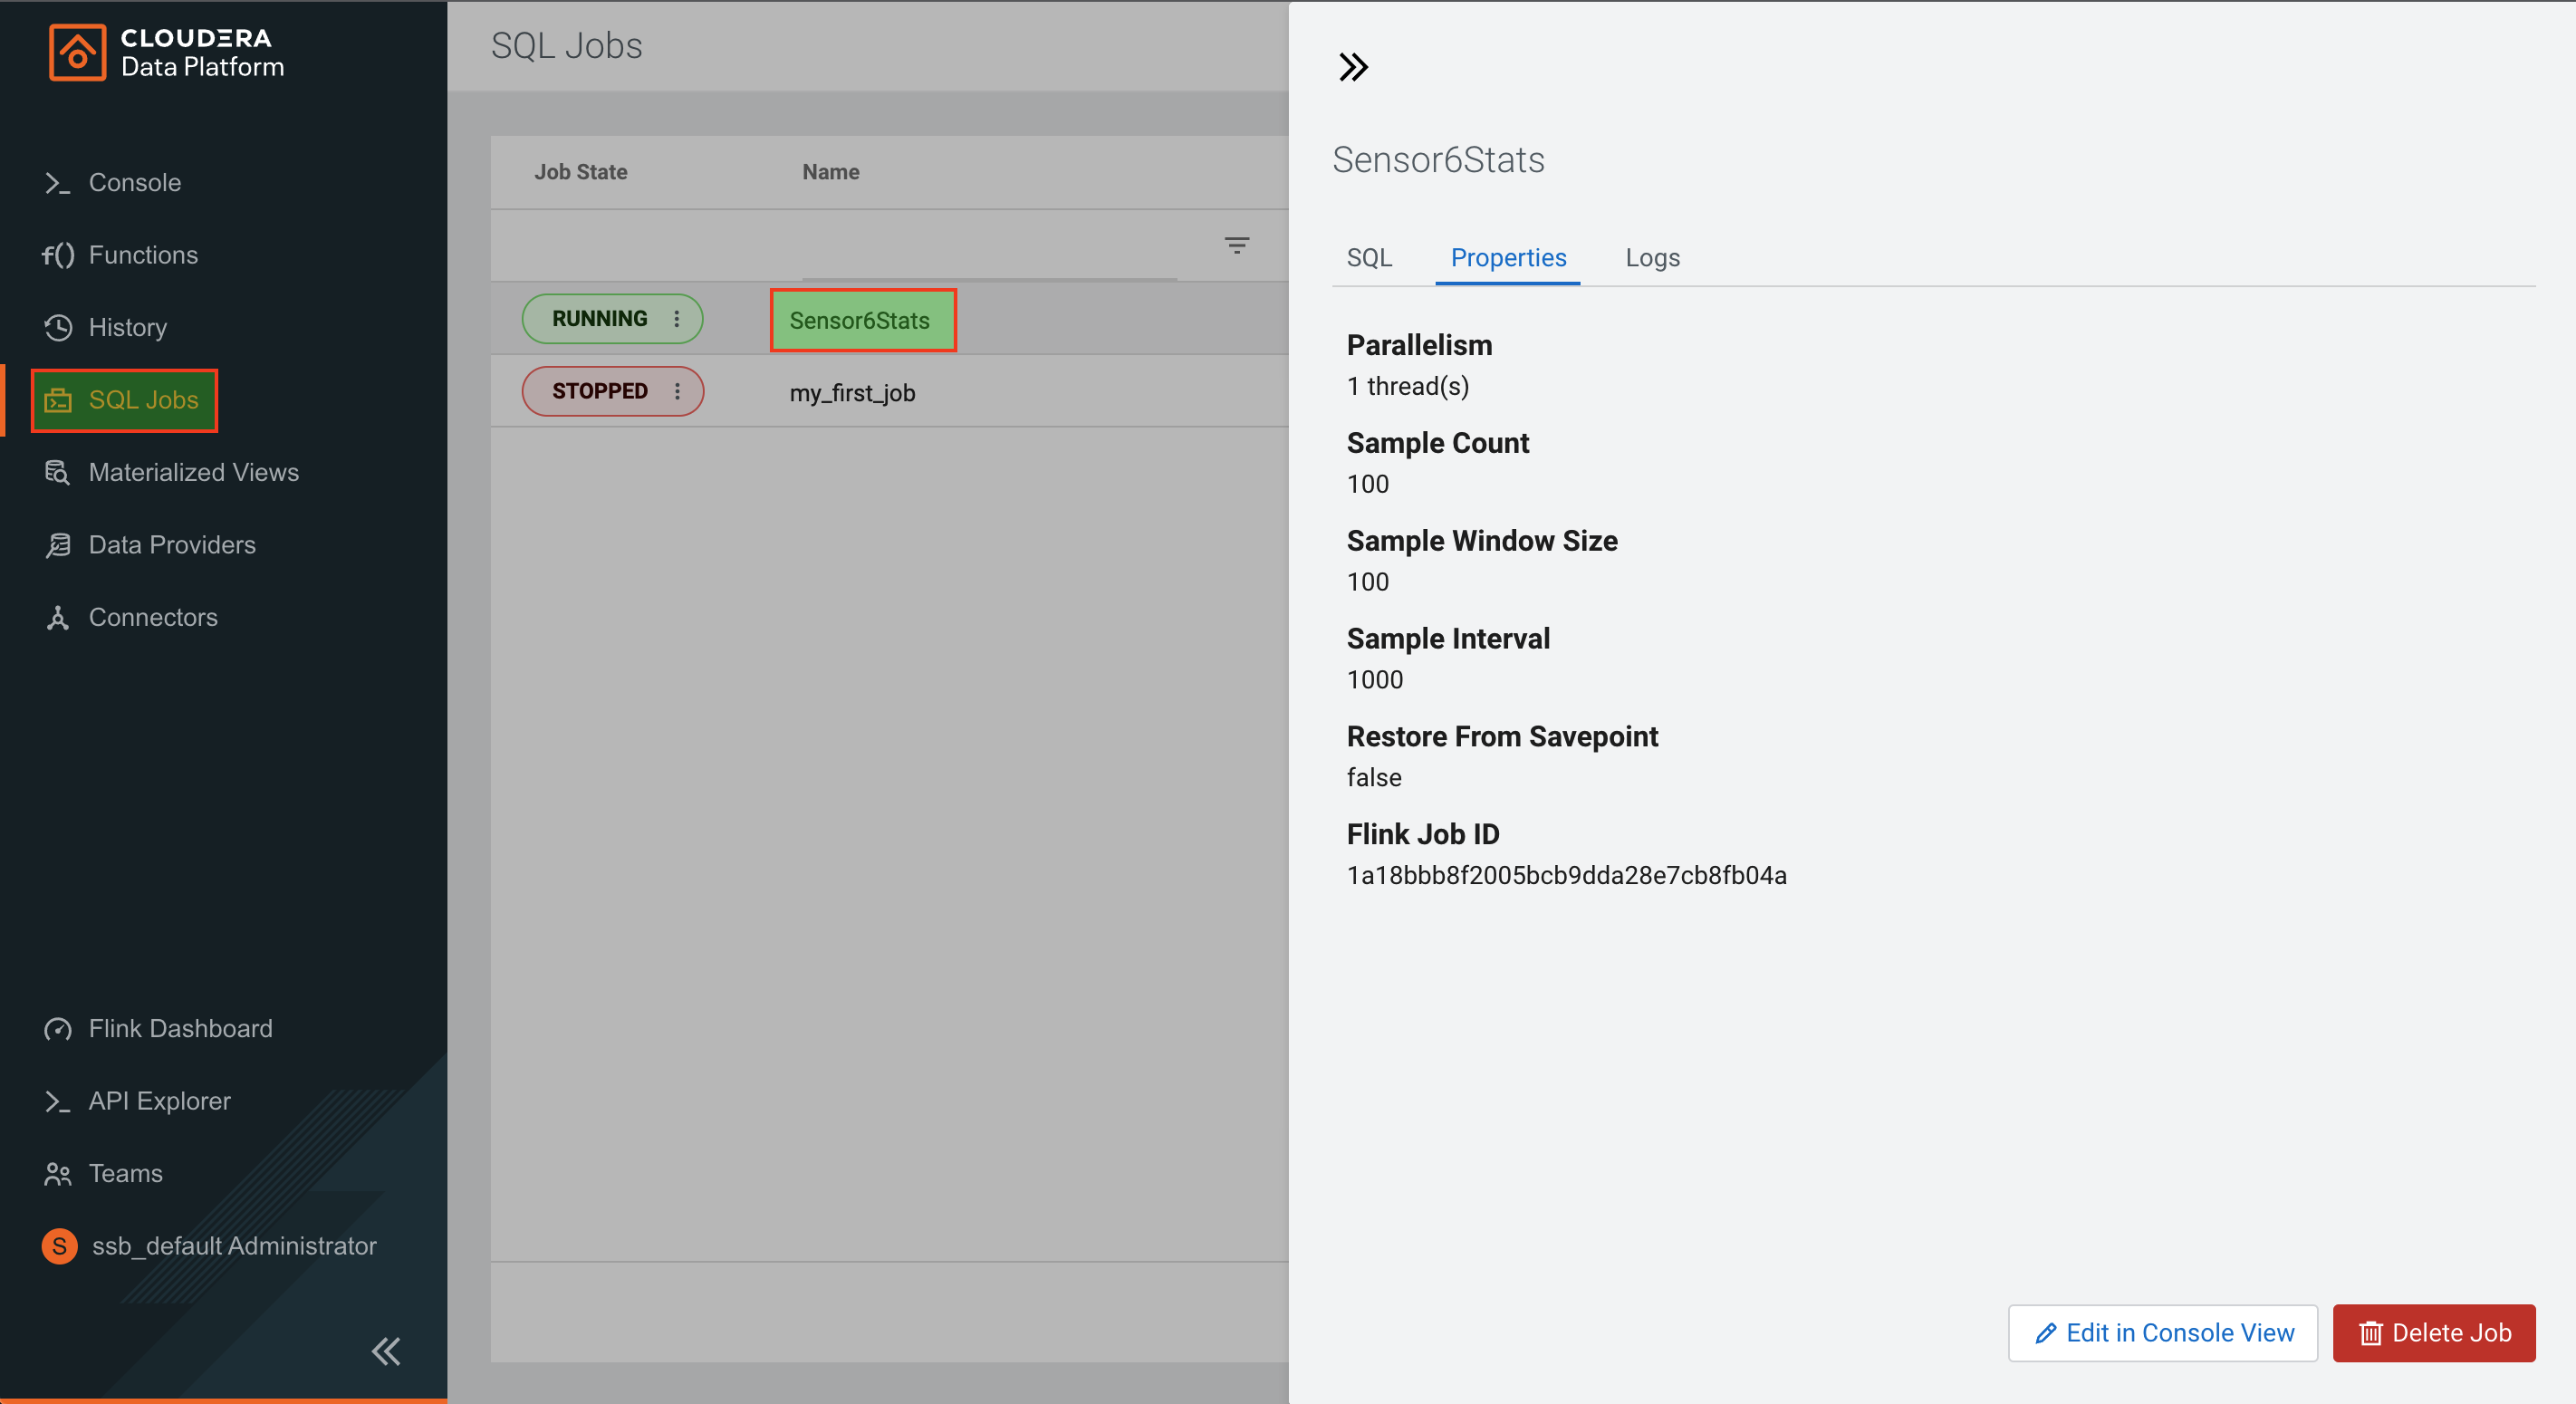 CLOUDERA
Data Platform
Console
Functions
History
SQL Jobs
Materialized Views
Data Providers
Connectors
Flink Dashboard
API Explorer
Teams
S ssb_default Administrator
SQL Jobs
Job State Name
RUNNING Sensor6Stats
STOPPED my_first_job
Sensor6Stats
SQL Properties Logs
Parallelism
1 thread(s)
Sample Count
100
Sample Window Size
100
Sample Interval
1000
Restore From Savepoint
false
Flink Job ID
1a18bbb8f2005bcb9dda28e7cb8fb04a
Edit in Console View Delete Job